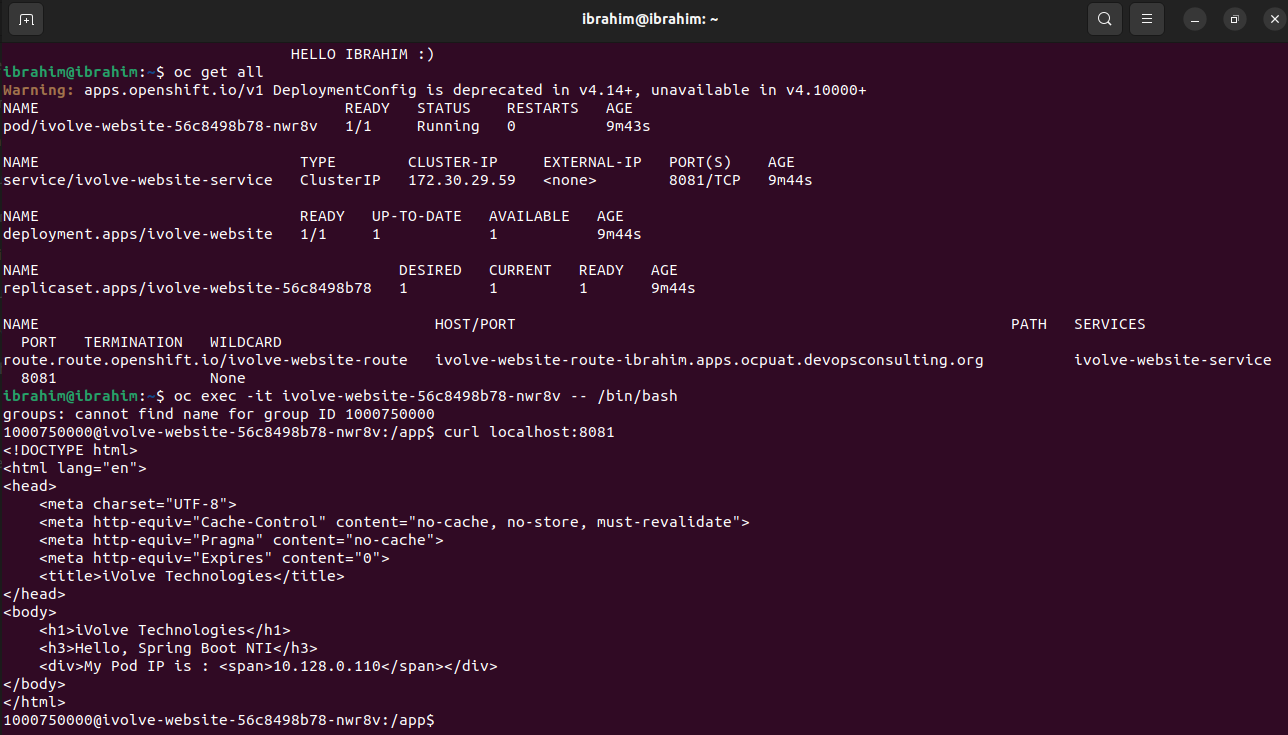 ibrahim@ibrahim: ~
HELLO IBRAHIM :)
ibrahim@ibrahim:~$ oc get all
Warning: apps.openshift.io/v1 DeploymentConfig is deprecated in v4.14+, unavailable in v4.10000+
NAME                                  READY   STATUS    RESTARTS   AGE
pod/ivolve-website-56c8498b78-nwr8v   1/1     Running   0          9m43s

NAME                             TYPE        CLUSTER-IP     EXTERNAL-IP   PORT(S)    AGE
service/ivolve-website-service   ClusterIP   172.30.29.59   <none>        8081/TCP   9m44s

NAME                             READY   UP-TO-DATE   AVAILABLE   AGE
deployment.apps/ivolve-website   1/1     1            1           9m44s

NAME                                        DESIRED   CURRENT   READY   AGE
replicaset.apps/ivolve-website-56c8498b78   1         1         1       9m44s

NAME                                            HOST/PORT                                                       PATH   SERVICES
  PORT   TERMINATION   WILDCARD
route.route.openshift.io/ivolve-website-route   ivolve-website-route-ibrahim.apps.ocpuat.devopsconsulting.org          ivolve-website-service
  8081                 None
ibrahim@ibrahim:~$ oc exec -it ivolve-website-56c8498b78-nwr8v -- /bin/bash
groups: cannot find name for group ID 1000750000
1000750000@ivolve-website-56c8498b78-nwr8v:/app$ curl localhost:8081
<!DOCTYPE html>
<html lang="en">
<head>
    <meta charset="UTF-8">
    <meta http-equiv="Cache-Control" content="no-cache, no-store, must-revalidate">
    <meta http-equiv="Pragma" content="no-cache">
    <meta http-equiv="Expires" content="0">
    <title>iVolve Technologies</title>
</head>
<body>
    <h1>iVolve Technologies</h1>
    <h3>Hello, Spring Boot NTI</h3>
    <div>My Pod IP is : <span>10.128.0.110</span></div>
</body>
</html>
1000750000@ivolve-website-56c8498b78-nwr8v:/app$